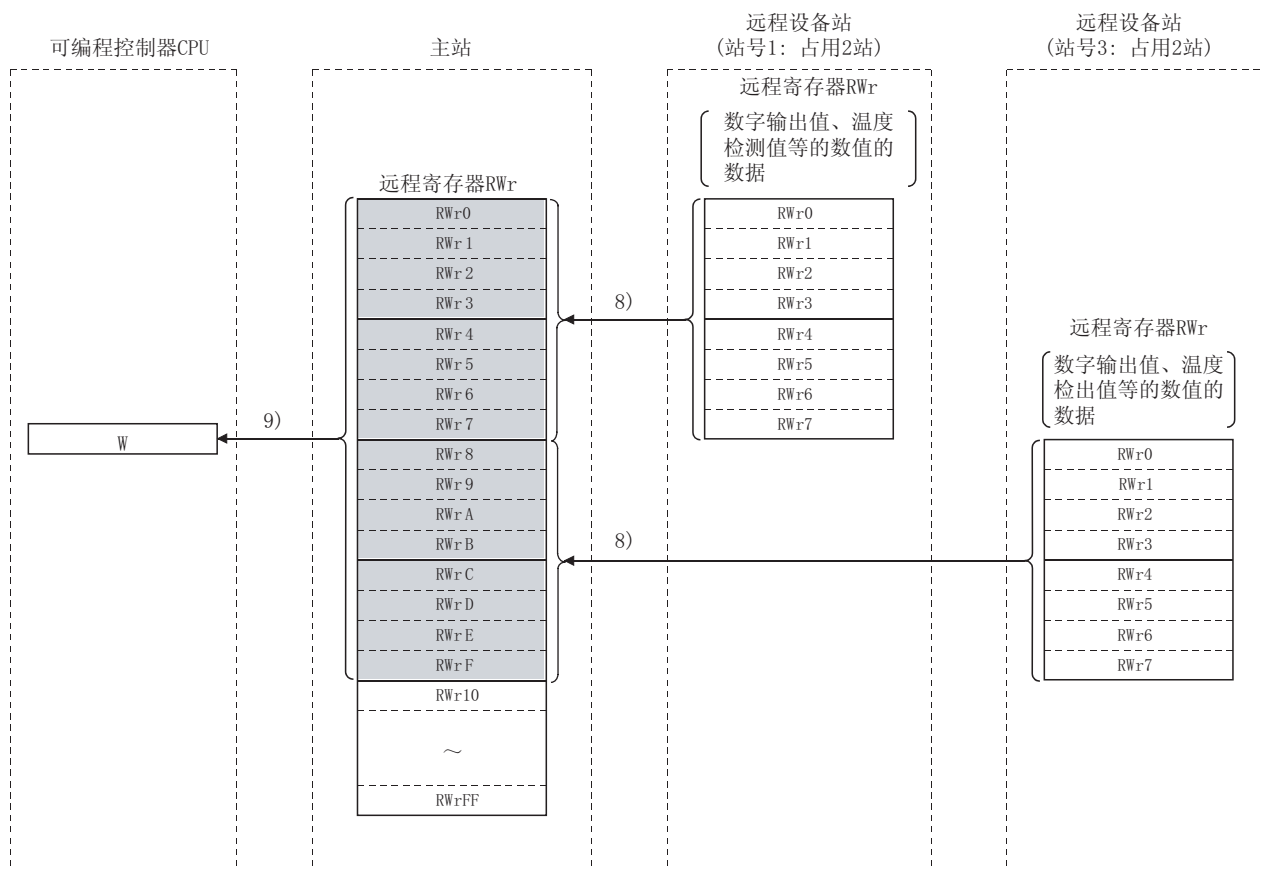 可编程控制器CPU
主站
远程设备站
(站号1: 占用2站)
远程设备站
(站号3: 占用2站)
远程寄存器RWr
数字输出值、温度
检测值等的数值的
数据
远程寄存器RWr
RWr0
RWr1
RWr2
RWr3
RWr4
RWr5
RWr6
RWr7
RWr8
RWr9
RWrA
RWrB
RWrC
RWrD
RWrE
RWrF
RWr10
～
RWrFF
RWr0
RWr1
RWr2
RWr3
RWr4
RWr5
RWr6
RWr7
8)
远程寄存器RWr
数字输出值、温度
检出值等的数值的
数据
RWr0
RWr1
RWr2
RWr3
RWr4
RWr5
RWr6
RWr7
8)
9)
W